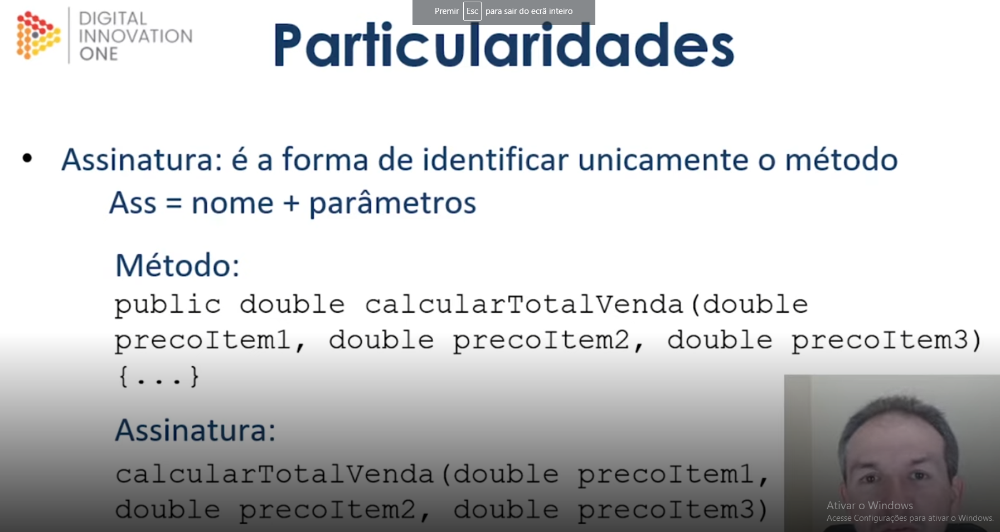 Premir Esc para sair do ecrã inteiro
DIGITAL
INNOVATION
ONE
Particularidades
• Assinatura: é a forma de identificar unicamente o método
Ass = nome + parâmetros
Método:
public double calcularTotalVenda(double
precoItem1, double precoItem2, double precoItem3)
{...}
Assinatura:
calcularTotalVenda(double precoItem1,
double precoItem2, double precoItem3)
Ativar o Windows
Acesse Configurações para ativar o Windows.